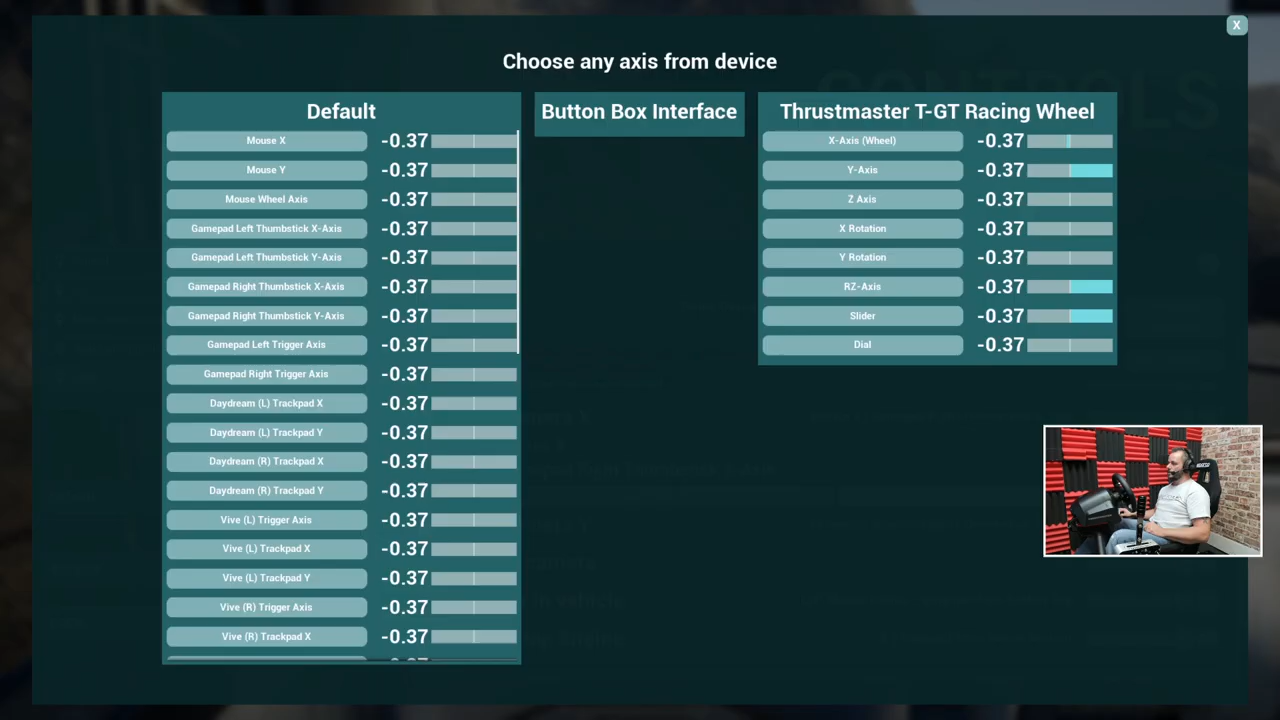 X
Choose any axis from device
CONTROLS
Default
Mouse X -0.37
Mouse Y -0.37
Mouse Wheel Axis -0.37
Gamepad Left Thumbstick X-Axis -0.37
Gamepad Left Thumbstick Y-Axis -0.37
Gamepad Right Thumbstick X-Axis -0.37
Gamepad Right Thumbstick Y-Axis -0.37
Gamepad Left Trigger Axis -0.37
Gamepad Right Trigger Axis -0.37
Daydream (L) Trackpad X -0.37
Daydream (L) Trackpad Y -0.37
Daydream (R) Trackpad X -0.37
Daydream (R) Trackpad Y -0.37
Vive (L) Trigger Axis -0.37
Vive (L) Trackpad X -0.37
Vive (L) Trackpad Y -0.37
Vive (R) Trigger Axis -0.37
Vive (R) Trackpad X -0.37
Button Box Interface
Thrustmaster T-GT Racing Wheel
X-Axis (Wheel) -0.37
Y-Axis -0.37
Z Axis -0.37
X Rotation -0.37
Y Rotation -0.37
RZ-Axis -0.37
Slider -0.37
Dial -0.37